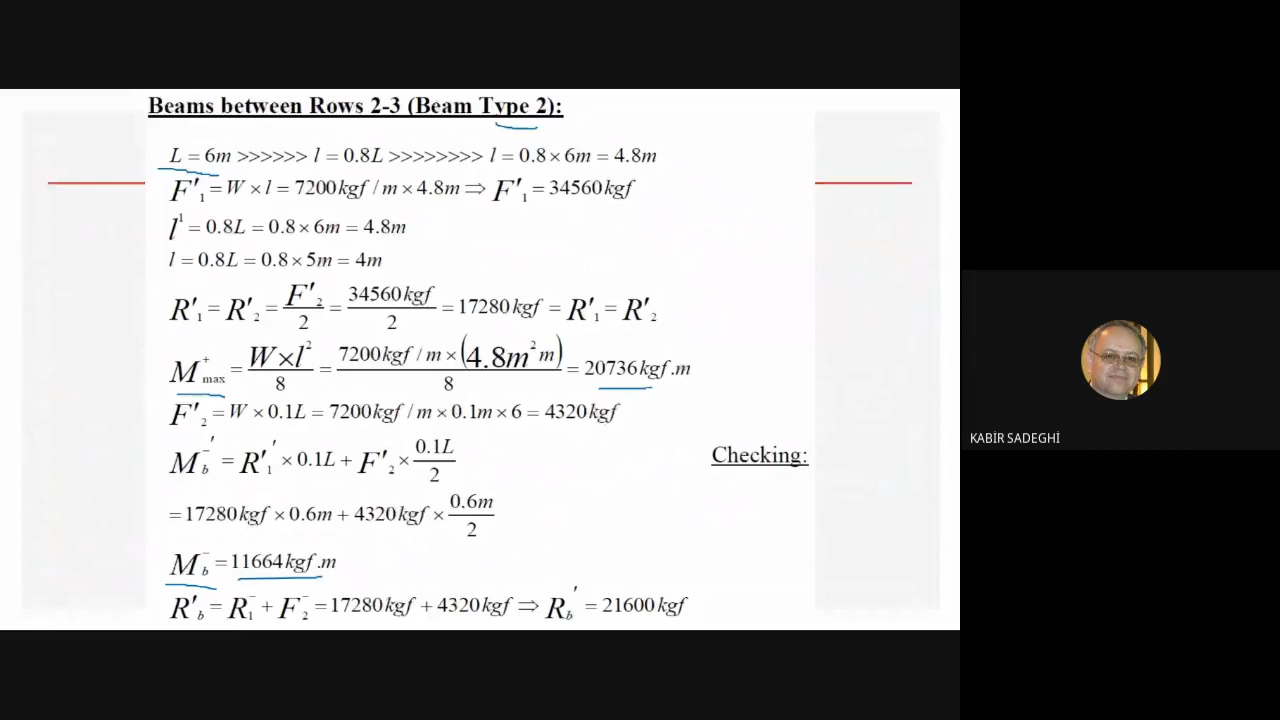 Beams between Rows 2-3 (Beam Type 2):
L = 6m >>>>>> l = 0.8L >>>>>>>> l = 0.8 × 6m = 4.8m
F'₁ = W × l = 7200kgf / m × 4.8m ⇒ F'₁ = 34560kgf
l¹ = 0.8L = 0.8 × 6m = 4.8m
l = 0.8L = 0.8 × 5m = 4m
R'₁ = R'₂ = F'₂/2 = 34560kgf/2 = 17280kgf = R'₁ = R'₂
M⁺max = W×l²/8 = 7200kgf / m × (4.8m²m)/8 = 20736kgf.m
F'₂ = W × 0.1L = 7200kgf / m × 0.1m × 6 = 4320kgf
M⁻'b = R'₁' × 0.1L + F'₂ × 0.1L/2
Checking:
= 17280kgf × 0.6m + 4320kgf × 0.6m/2
M⁻b = 11664kgf.m
R'b = R⁻₁ + F⁻₂ = 17280kgf + 4320kgf ⇒ Rb' = 21600kgf
KABİR SADEGHİ